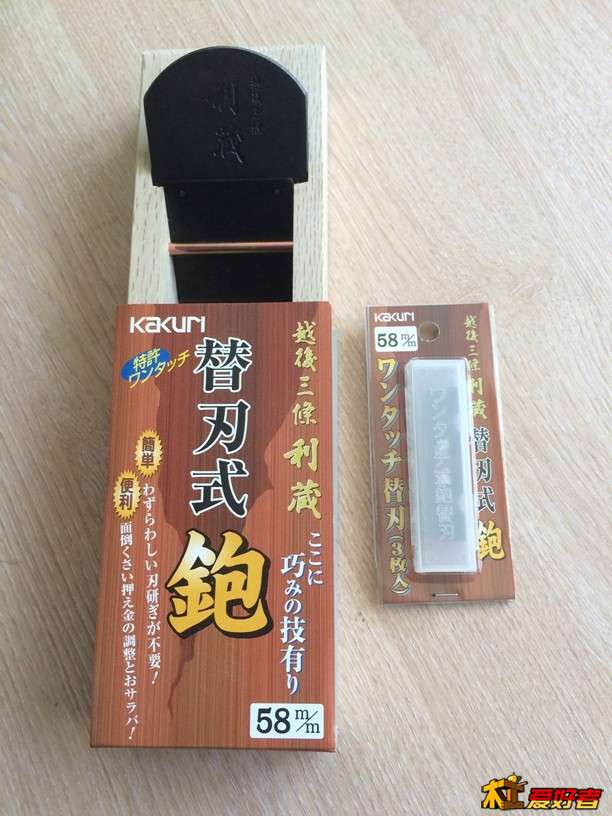 利蔵
KAKURI
特許
ワンタッチ
替刃式
鉋
越後三條 利蔵
ここに
巧みの技有り
簡単
わずらわしい刃研ぎが不要!
便利
面倒くさい押え金の調整とおサラバ!
58m/m
KAKURI
58m/m
越後三條 利蔵
替刃式
鉋
ワンタッチ替刃(3枚入)
杠爱好者